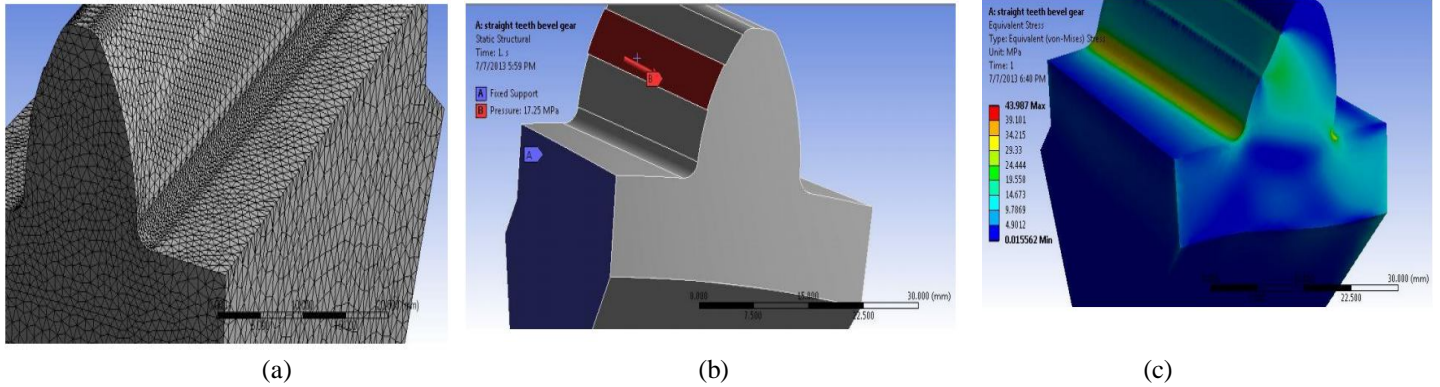 A: straight teeth bevel gear
Static Structural
Time: 1. s
7/7/2013 5:59 PM
A Fixed Support
B Pressure: 17.25 MPa
B
A
0.000 15.000 30.000 (mm)
7.500 22.500
A: straight teeth bevel gear
Equivalent Stress
Type: Equivalent (von-Mises) Stress
Unit: MPa
Time: 1
7/7/2013 6:40 PM
43.987 Max
39.101
34.215
29.33
24.444
19.558
14.673
9.7869
4.9012
0.015562 Min
30.000 (mm)
22.500
(a) (b) (c)